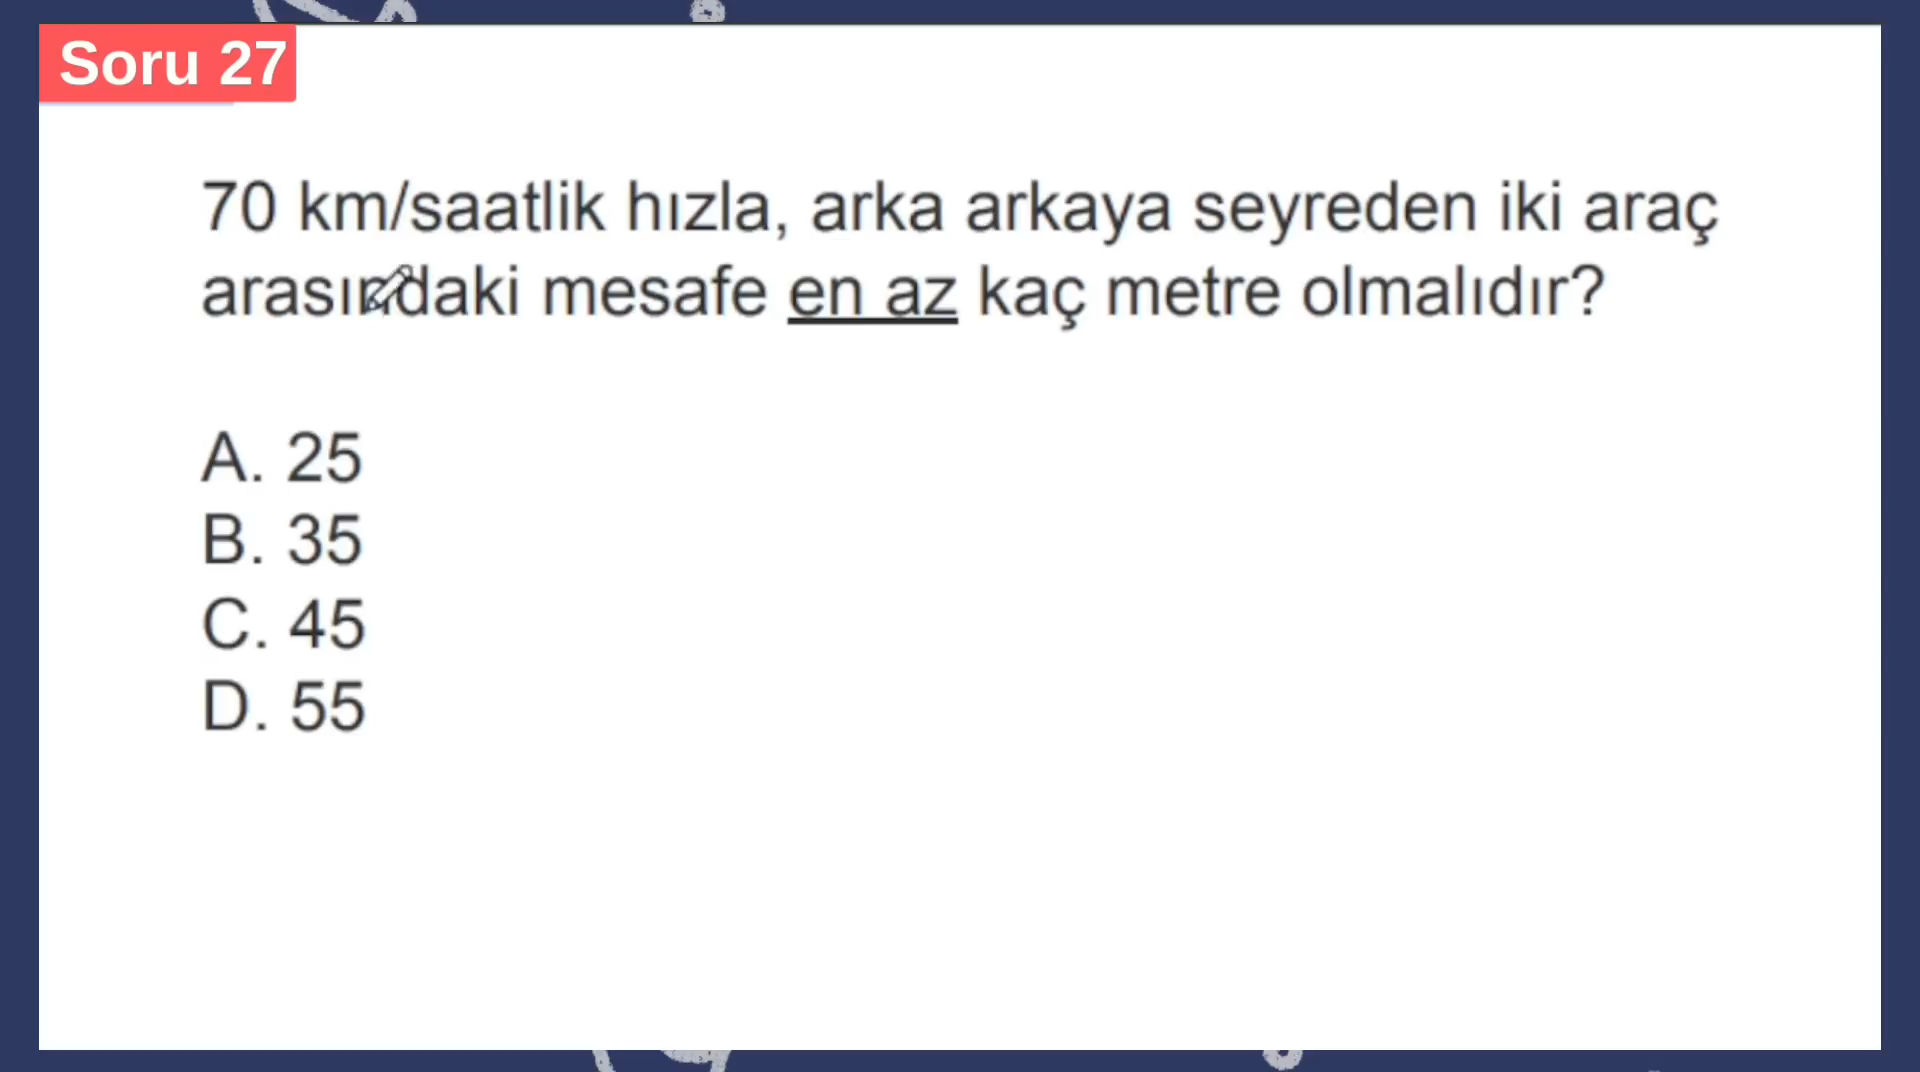 Soru 27
70 km/saatlik hızla, arka arkaya seyreden iki araç
arasındaki mesafe en az kaç metre olmalıdır?
A. 25
B. 35
C. 45
D. 55